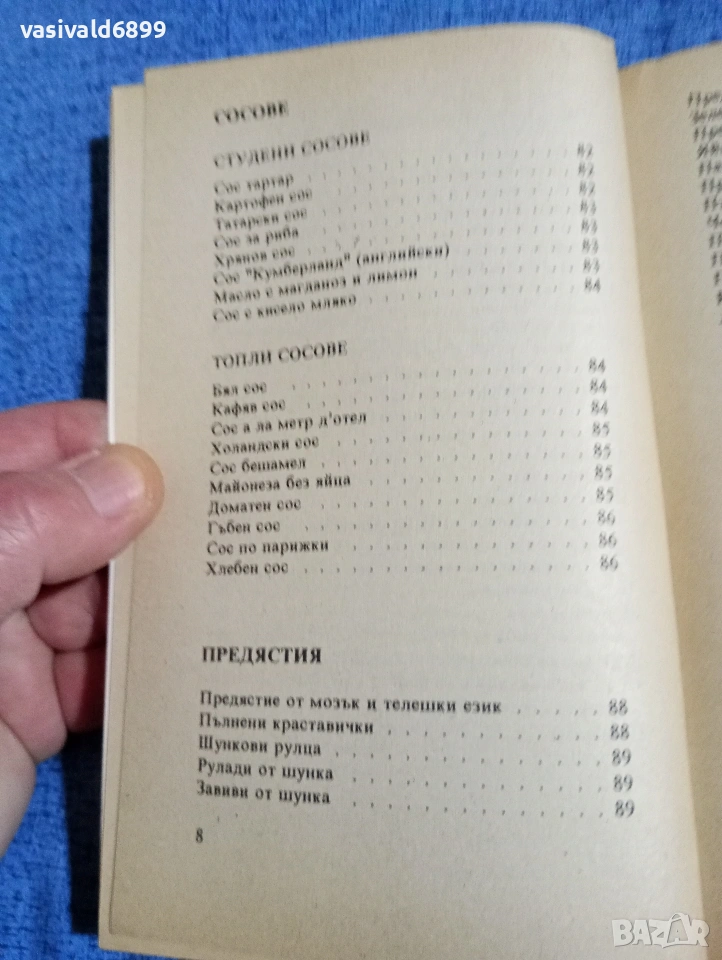 vasivald6899
СОСОВЕ
СТУДЕНИ СОСОВЕ
Сос тартар , , , , , , , , , , , , 82
Картофен сос , , , , , , , , , , , 82
Татарски сос , , , , , , , , , , , 82
Сос за риба , , , , , , , , , , , 83
Хрянов сос , , , , , , , , , , , 83
Сос "Кумберланд" (английски) , , , , , 83
Масло с магданоз и лимон , , , , , , 83
Сос с кисело мляко , , , , , , , , , 84
ТОПЛИ СОСОВЕ
Бял сос , , , , , , , , , , , , 84
Кафяв сос , , , , , , , , , , , 84
Сос а ла метр д'отел , , , , , , , , 84
Холандски сос , , , , , , , , , , 85
Сос бешамел , , , , , , , , , , 85
Майонеза без яйца , , , , , , , , , 85
Доматен сос , , , , , , , , , , 85
Гъбен сос , , , , , , , , , , , 86
Сос по парижки , , , , , , , , , 86
Хлебен сос , , , , , , , , , , , 86
ПРЕДЯСТИЯ
Предястие от мозък и телешки език , , , , 88
Пълнени краставички , , , , , , , , 88
Шункови рулца , , , , , , , , , , 89
Рулади от шунка , , , , , , , , , 89
Завиви от шунка , , , , , , , , , 89
8
BAZAR